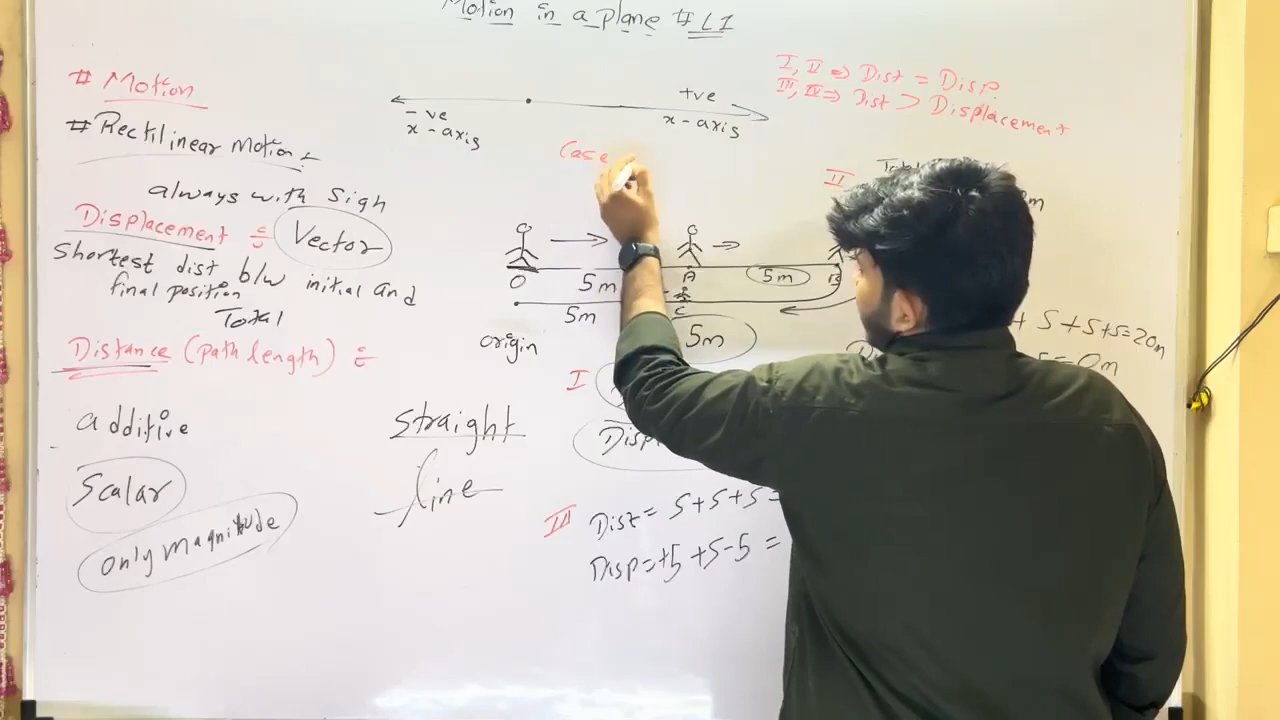 Motion in a plane # L1
# Motion
# Recktilinear Motion :-
always with Sign
Displacement ÷ Vector
shortest dist b/w initial and
final position
Total
Distance (path length) ÷
additive
Scalar
only magnitude
straight
line
-ve
x-axis
+ve
x-axis
I, II ⇒ Dist = Disp.
III, IV ⇒ Dist > Displacement
Case
II
O
5m
A
5m
B
5m
C
origin
5m
I
III Dist = 5+5+5=
Disp=+5 +5-5 =
+ 5+5+5=20m
= 0m